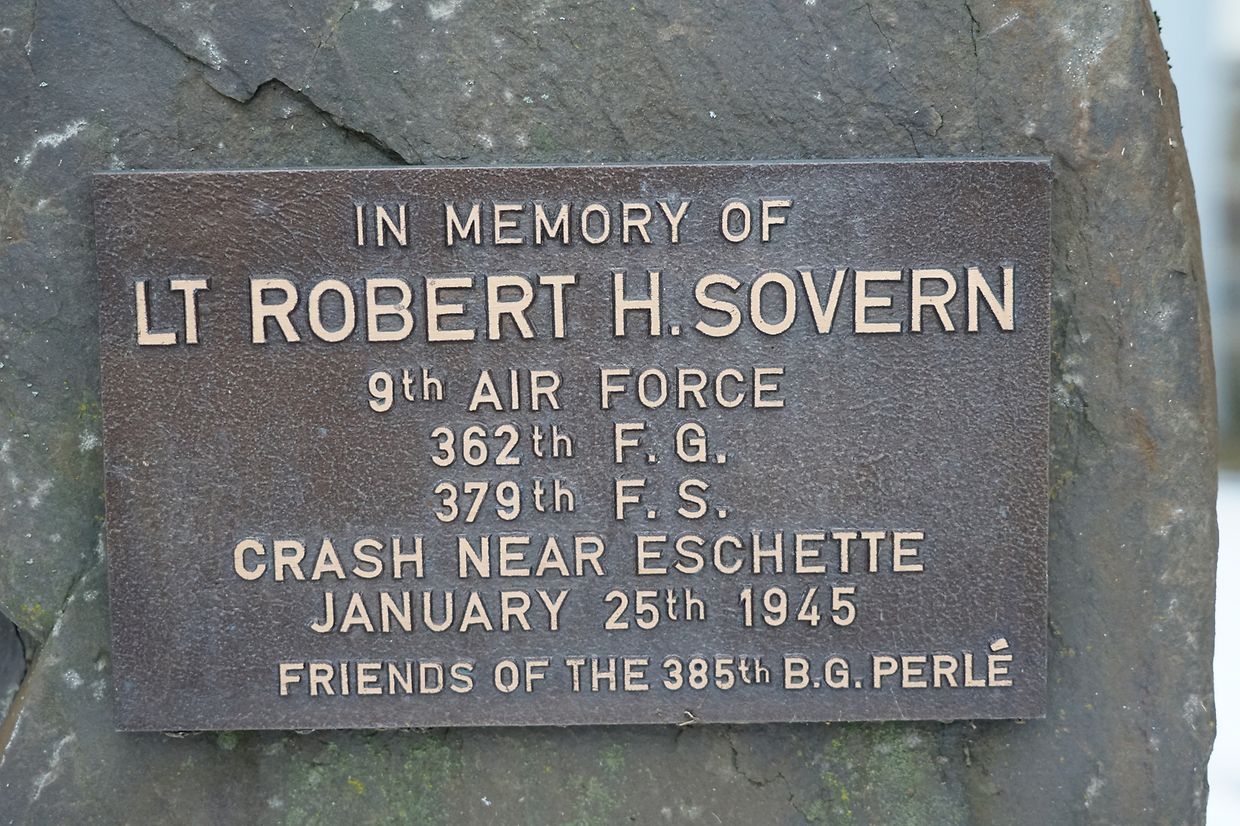 IN MEMORY OF
LT ROBERT H. SOVERN
9th AIR FORCE
362th F. G.
379th F. S.
CRASH NEAR ESCHETTE
JANUARY 25th 1945
FRIENDS OF THE 385th B.G. PERLÉ